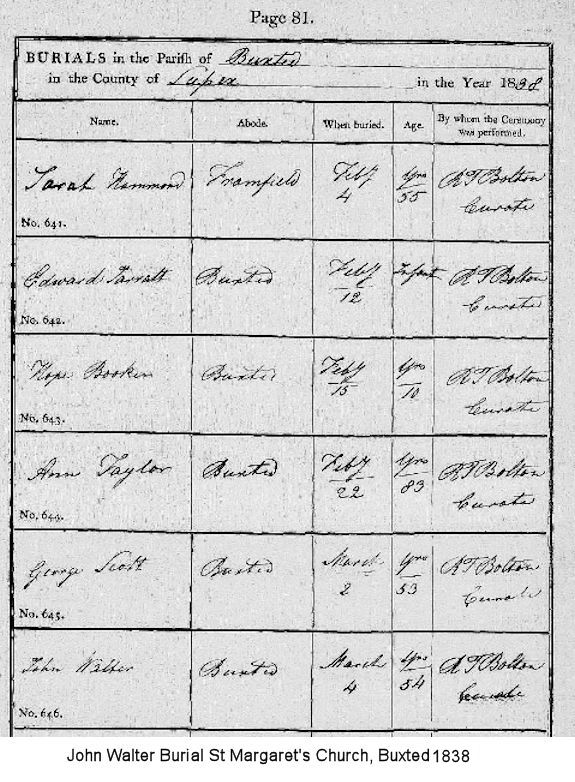 Page 81.
BURIALS in the Parish of Buxted
in the County of Sussex in the Year 1838
Name. Abode. When buried. Age. By whom the Ceremony was performed.
Sarah Hammond Framfield Feby 4 Yrs 55 R T Bolton Curate
No. 641.
Edward Tarratt Buxted Feby 12 Infant R T Bolton Curate
No. 642.
Hope Booker Buxted Feby 15 Yrs 10 R T Bolton Curate
No. 643.
Ann Taylor Buxted Feby 22 Yrs 83 R T Bolton Curate
No. 644.
George Scott Buxted March 2 Yrs 53 R T Bolton Curate
No. 645.
John Walter Buxted March 4 Yrs 54 R T Bolton Curate
No. 646.
John Walter Burial St Margaret's Church, Buxted 1838